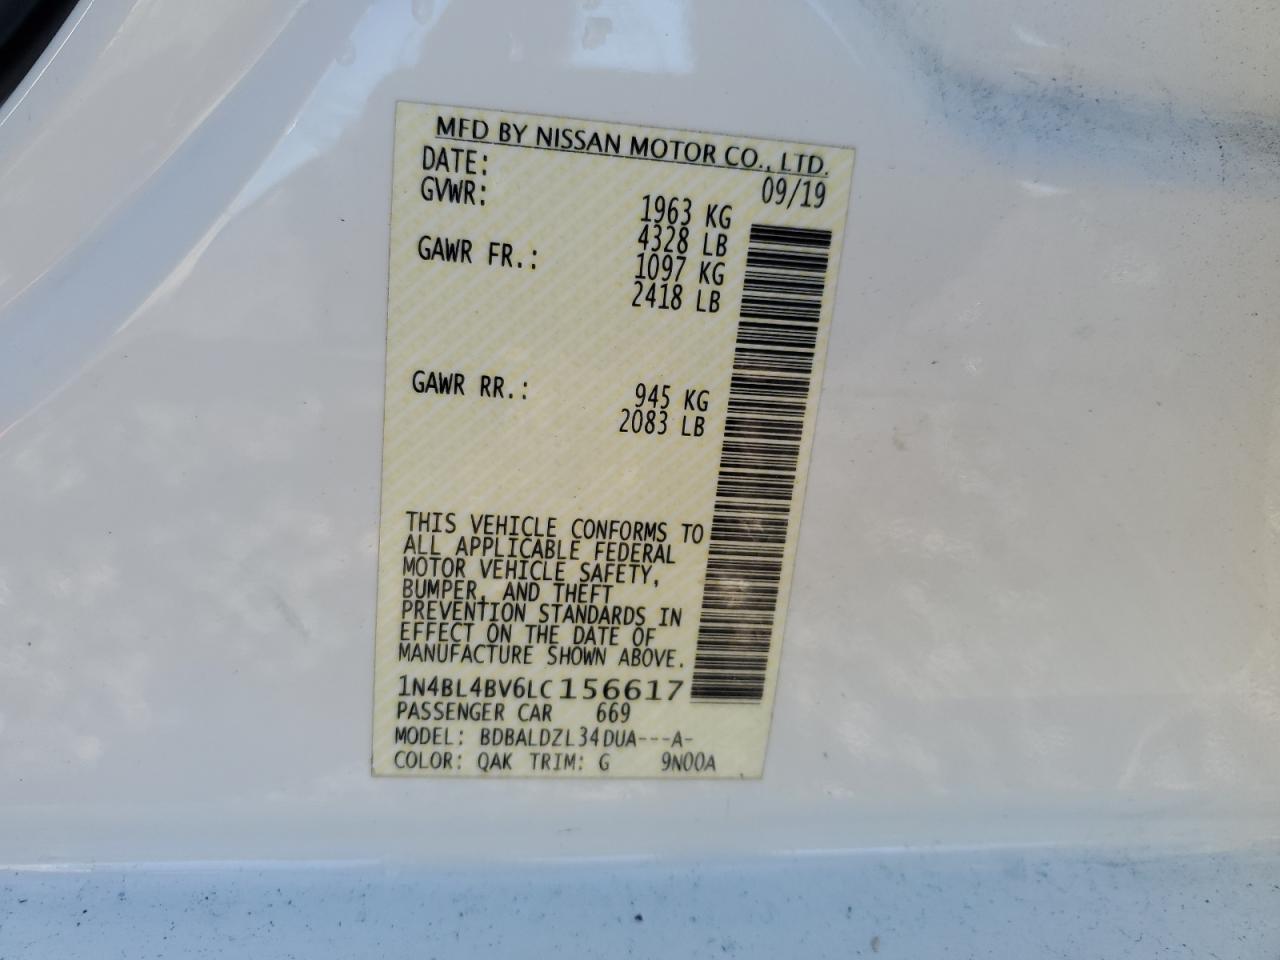 MFD BY NISSAN MOTOR CO., LTD.
DATE: 09/19
GVWR: 1963 KG
4328 LB
GAWR FR.: 1097 KG
2418 LB
GAWR RR.: 945 KG
2083 LB
THIS VEHICLE CONFORMS TO
ALL APPLICABLE FEDERAL
MOTOR VEHICLE SAFETY,
BUMPER, AND THEFT
PREVENTION STANDARDS IN
EFFECT ON THE DATE OF
MANUFACTURE SHOWN ABOVE.
1N4BL4BV6LC156617
PASSENGER CAR 669
MODEL: BDBALDZL34DUA---A-
COLOR: QAK TRIM: G 9N00A